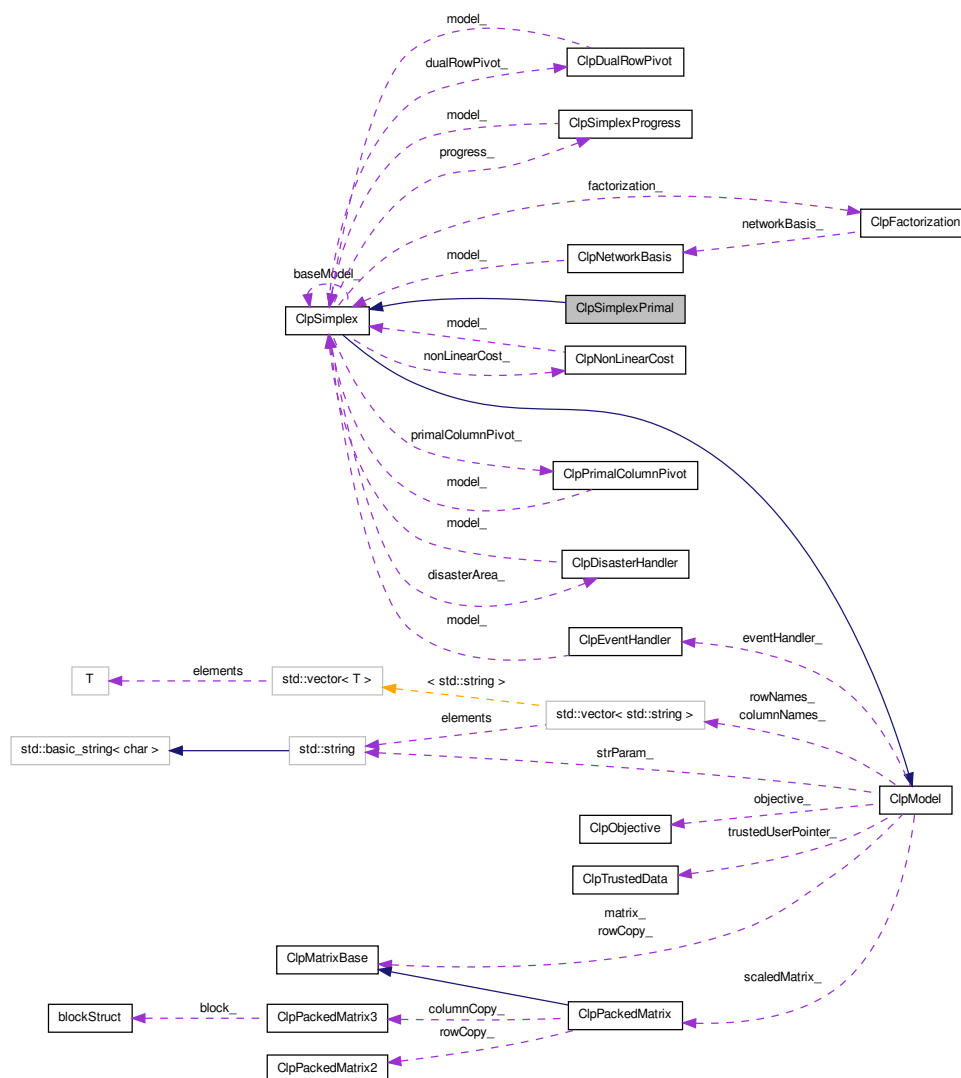 model_
ClpDualRowPivot
dualRowPivot_
model_
ClpSimplexProgress
progress_
factorization_
ClpFactorization
networkBasis_
model_
ClpNetworkBasis
baseModel_
ClpSimplexPrimal
ClpSimplex
model_
nonLinearCost_
ClpNonLinearCost
primalColumnPivot_
ClpPrimalColumnPivot
model_
model_
ClpDisasterHandler
disasterArea_
model_
ClpEventHandler
eventHandler_
elements
T
std::vector< T >
< std::string >
rowNames_
columnNames_
std::vector< std::string >
elements
std::basic_string< char >
std::string
strParam_
ClpModel
objective_
ClpObjective
trustedUserPointer_
ClpTrustedData
matrix_
rowCopy_
ClpMatrixBase
scaledMatrix_
block_
columnCopy_
blockStruct
ClpPackedMatrix3
ClpPackedMatrix
rowCopy_
ClpPackedMatrix2